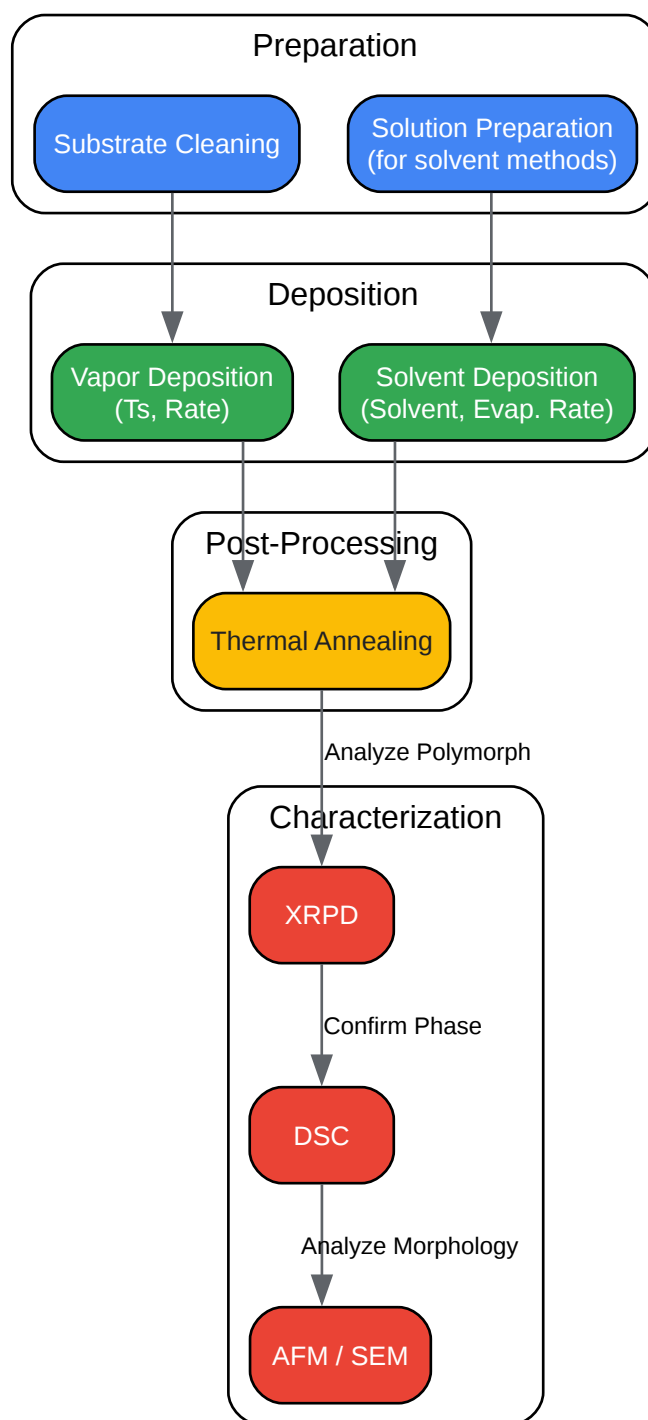 Preparation
Substrate Cleaning
Solution Preparation
(for solvent methods)
Deposition
Vapor Deposition
(Ts, Rate)
Solvent Deposition
(Solvent, Evap. Rate)
Post-Processing
Thermal Annealing
Analyze Polymorph
Characterization
XRPD
Confirm Phase
DSC
Analyze Morphology
AFM / SEM